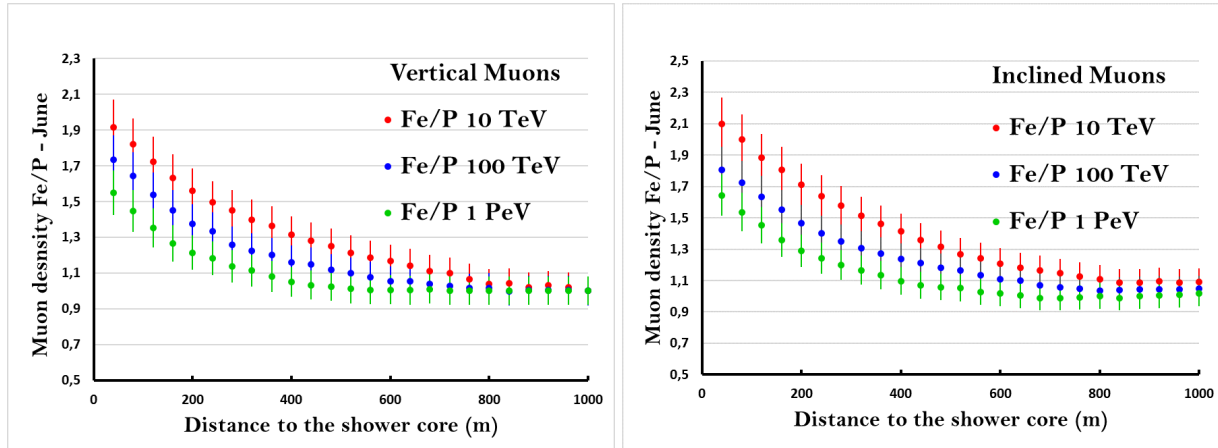 Muon desnsity Fe/P - June
2,3
2,1
1,9
1,7
1,5
1,3
1,1
0,9
0,7
0,5
Vertical Muons
Fe/P 10 TeV
Fe/P 100 TeV
Fe/P 1 PeV
0 200 400 600 800 1000
Distance to the shower core (m)
Muon density Fe/P - June
2,5
2,3
2,1
1,9
1,7
1,5
1,3
1,1
0,9
0,7
0,5
Inclined Muons
Fe/P 10 TeV
Fe/P 100 TeV
Fe/P 1 PeV
0 200 400 600 800 1000
Distance to the shower core (m)